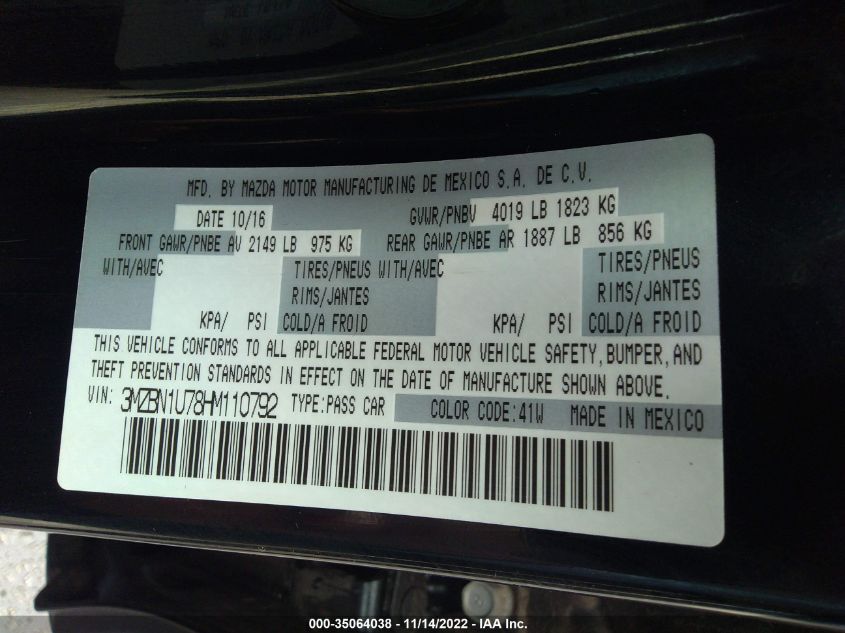 MFD. BY MAZDA MOTOR MANUFACTURING DE MEXICO S.A. DE C.V.
DATE 10/16 GVWR/PNBV 4019 LB 1823 KG
FRONT GAWR/PNBE AV 2149 LB 975 KG REAR GAWR/PNBE AR 1887 LB 856 KG
WITH/AVEC TIRES/PNEUS WITH/AVEC TIRES/PNEUS
RIMS/JANTES RIMS/JANTES
KPA/ PSI COLD/A FROID KPA/ PSI COLD/A FROID
THIS VEHICLE CONFORMS TO ALL APPLICABLE FEDERAL MOTOR VEHICLE SAFETY, BUMPER, AND
THEFT PREVENTION STANDARDS IN EFFECT ON THE DATE OF MANUFACTURE SHOWN ABOVE.
VIN: 3MZBN1U78HM110792 TYPE:PASS CAR COLOR CODE:41W MADE IN MEXICO
000-35064038 - 11/14/2022 - IAA Inc.